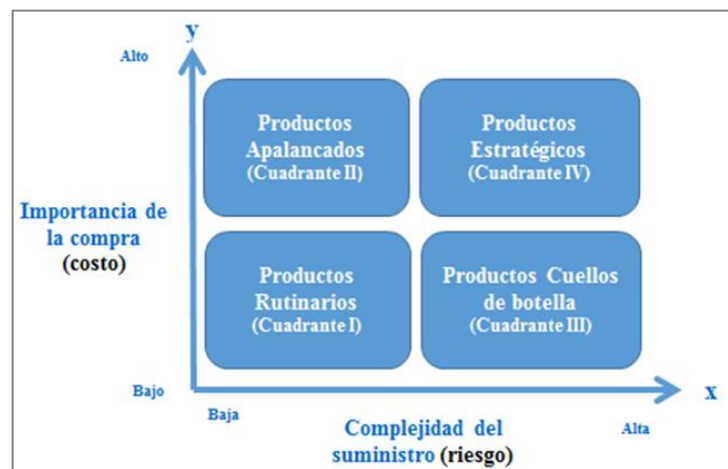 y
Alto
Productos
Apalancados
(Cuadrante II)
Productos
Estratégicos
(Cuadrante IV)
Importancia de
la compra
(costo)
Productos
Rutinarios
(Cuadrante I)
Productos Cuellos
de botella
(Cuadrante III)
Bajo
x
Baja
Complejidad del
suministro (riesgo)
Alta